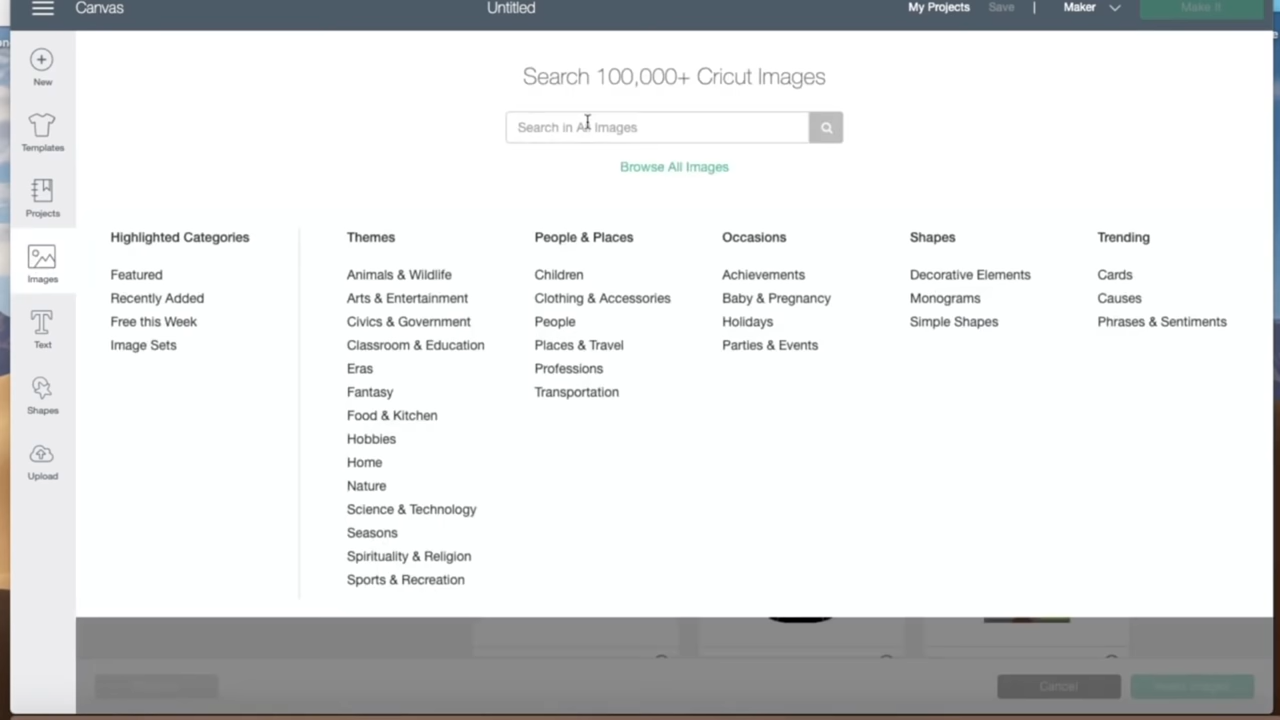 Canvas
Untitled
My Projects Save | Maker Make It
New
Templates
Projects
Images
Text
Shapes
Upload
Search 100,000+ Cricut Images
Search in All Images
Browse All Images
Highlighted Categories
Featured
Recently Added
Free this Week
Image Sets
Themes
Animals & Wildlife
Arts & Entertainment
Civics & Government
Classroom & Education
Eras
Fantasy
Food & Kitchen
Hobbies
Home
Nature
Science & Technology
Seasons
Spirituality & Religion
Sports & Recreation
People & Places
Children
Clothing & Accessories
People
Places & Travel
Professions
Transportation
Occasions
Achievements
Baby & Pregnancy
Holidays
Parties & Events
Shapes
Decorative Elements
Monograms
Simple Shapes
Trending
Cards
Causes
Phrases & Sentiments
Cancel